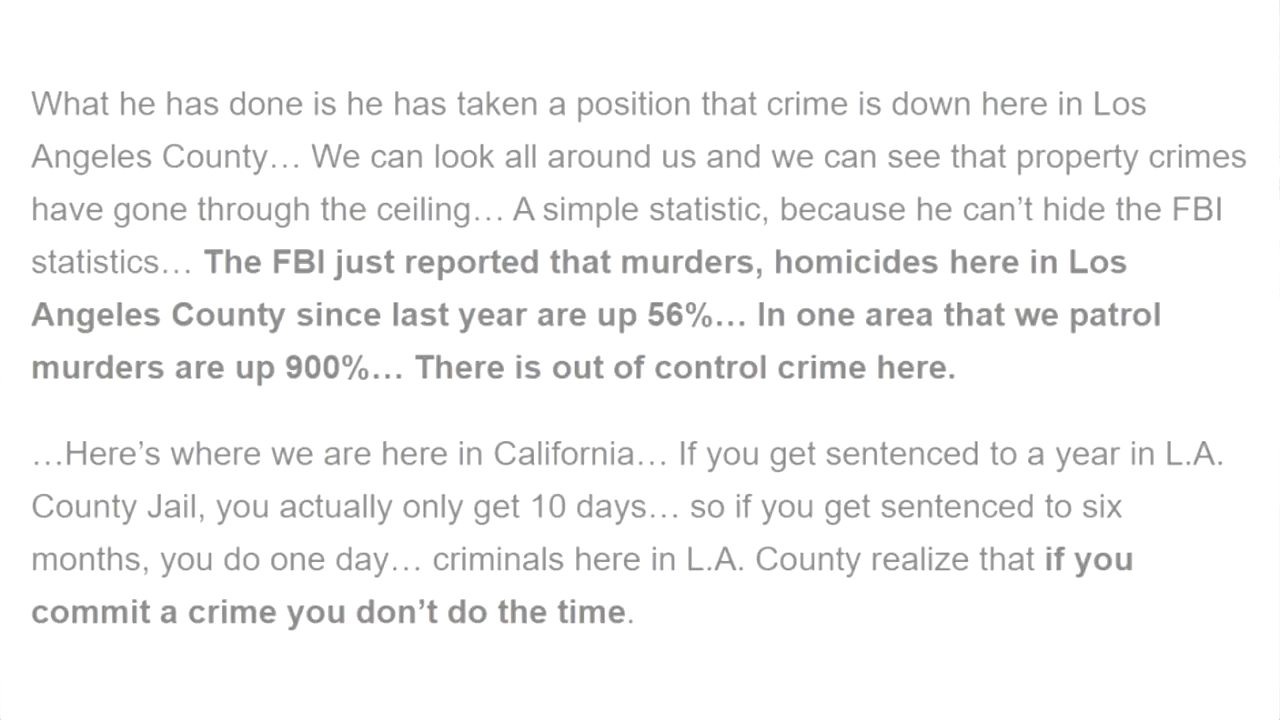 What he has done is he has taken a position that crime is down here in Los
Angeles County… We can look all around us and we can see that property crimes
have gone through the ceiling… A simple statistic, because he can’t hide the FBI
statistics… The FBI just reported that murders, homicides here in Los
Angeles County since last year are up 56%… In one area that we patrol
murders are up 900%… There is out of control crime here.
…Here’s where we are here in California… If you get sentenced to a year in L.A.
County Jail, you actually only get 10 days… so if you get sentenced to six
months, you do one day… criminals here in L.A. County realize that if you
commit a crime you don’t do the time.